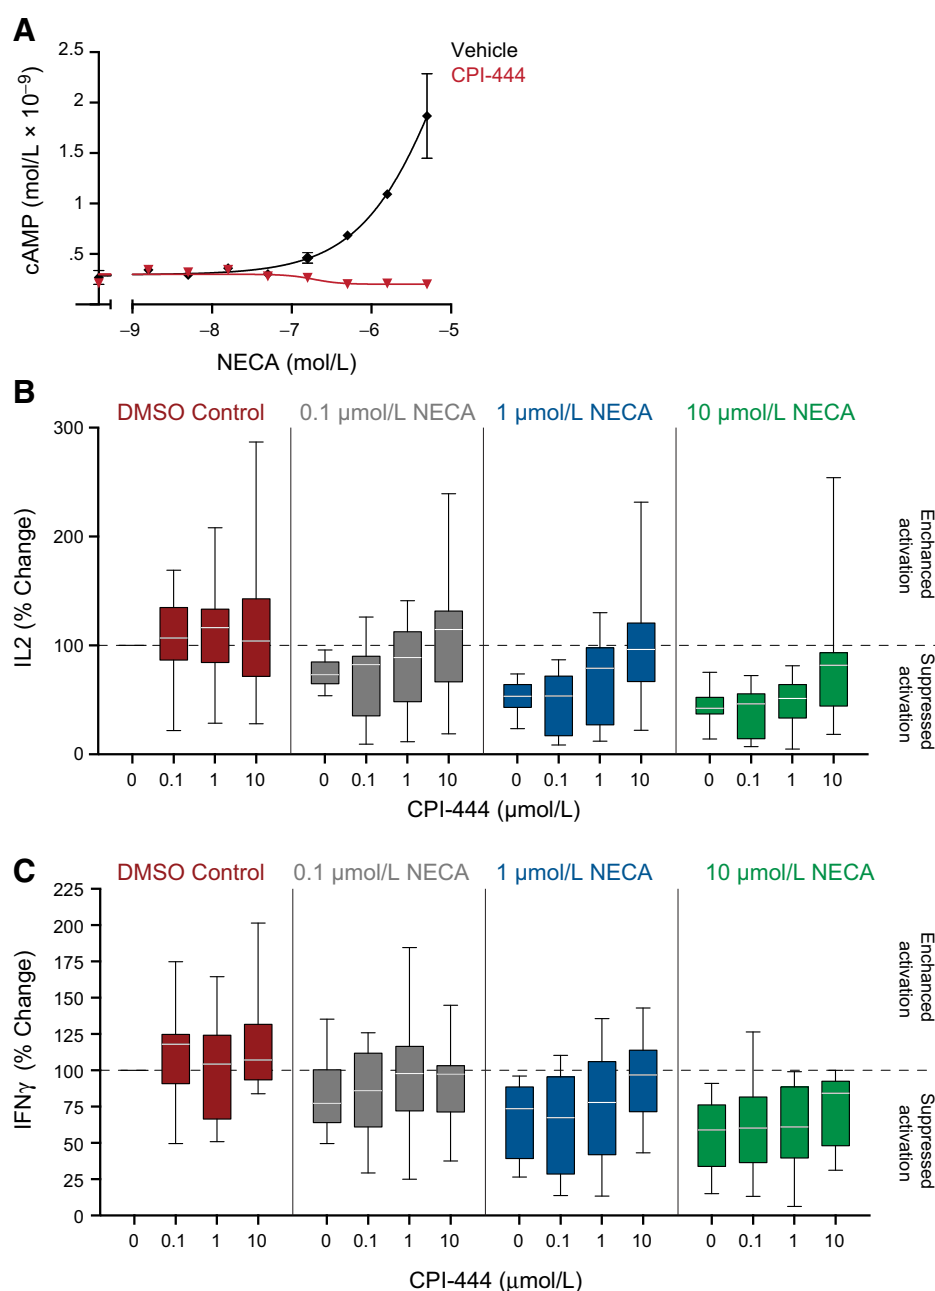 A
Vehicle
CPI-444
cAMP (mol/L × 10⁻⁹)
2.5
2
1.5
1
.5
–9 –8 –7 –6 –5
NECA (mol/L)
B
DMSO Control 0.1 µmol/L NECA 1 µmol/L NECA 10 µmol/L NECA
IL2 (% Change)
300
200
100
0
Enchanced
activation
Suppressed
activation
0 0.1 1 10 0 0.1 1 10 0 0.1 1 10 0 0.1 1 10
CPI-444 (µmol/L)
C
DMSO Control 0.1 µmol/L NECA 1 µmol/L NECA 10 µmol/L NECA
IFNγ (% Change)
225
200
175
150
125
100
75
50
25
0
Enchanced
activation
Suppressed
activation
0 0.1 1 10 0 0.1 1 10 0 0.1 1 10 0 0.1 1 10
CPI-444 (µmol/L)